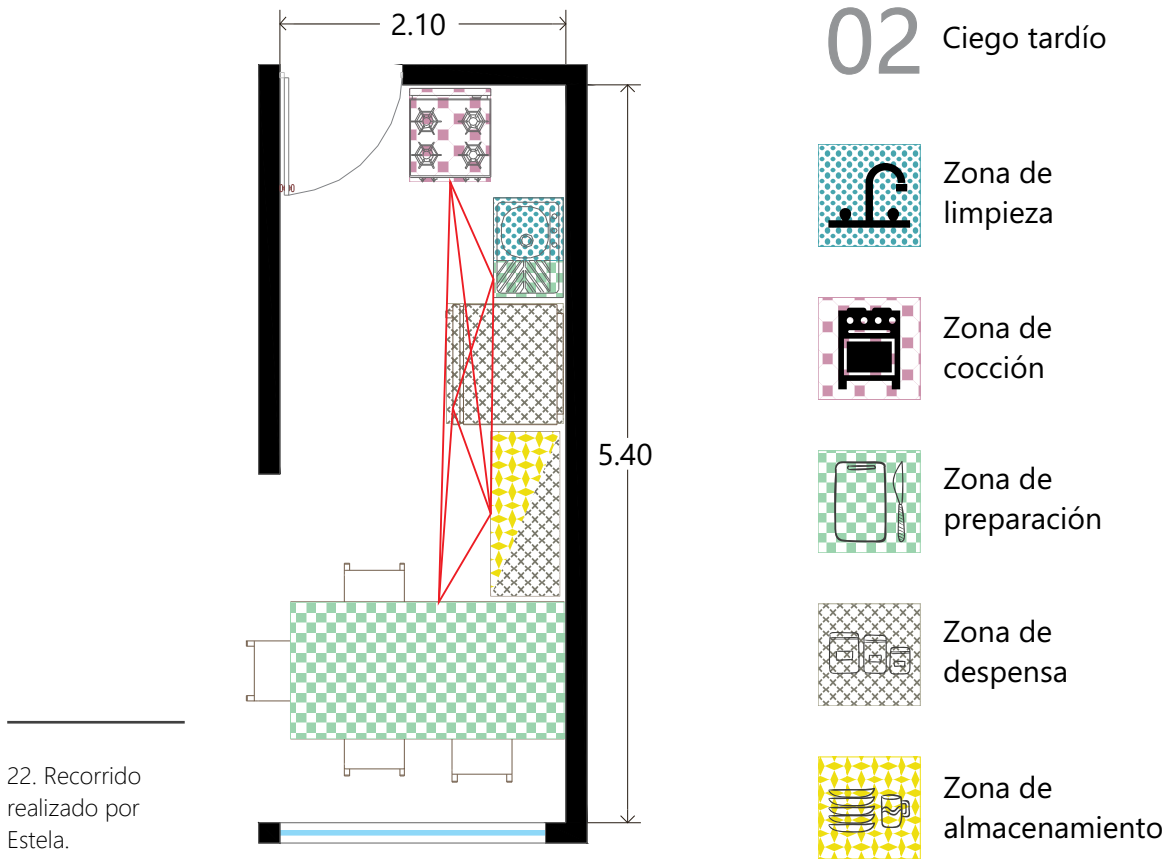 2.10
5.40
02 Ciego tardío
Zona de
limpieza
Zona de
cocción
Zona de
preparación
Zona de
despensa
Zona de
almacenamiento
22. Recorrido
realizado por
Estela.